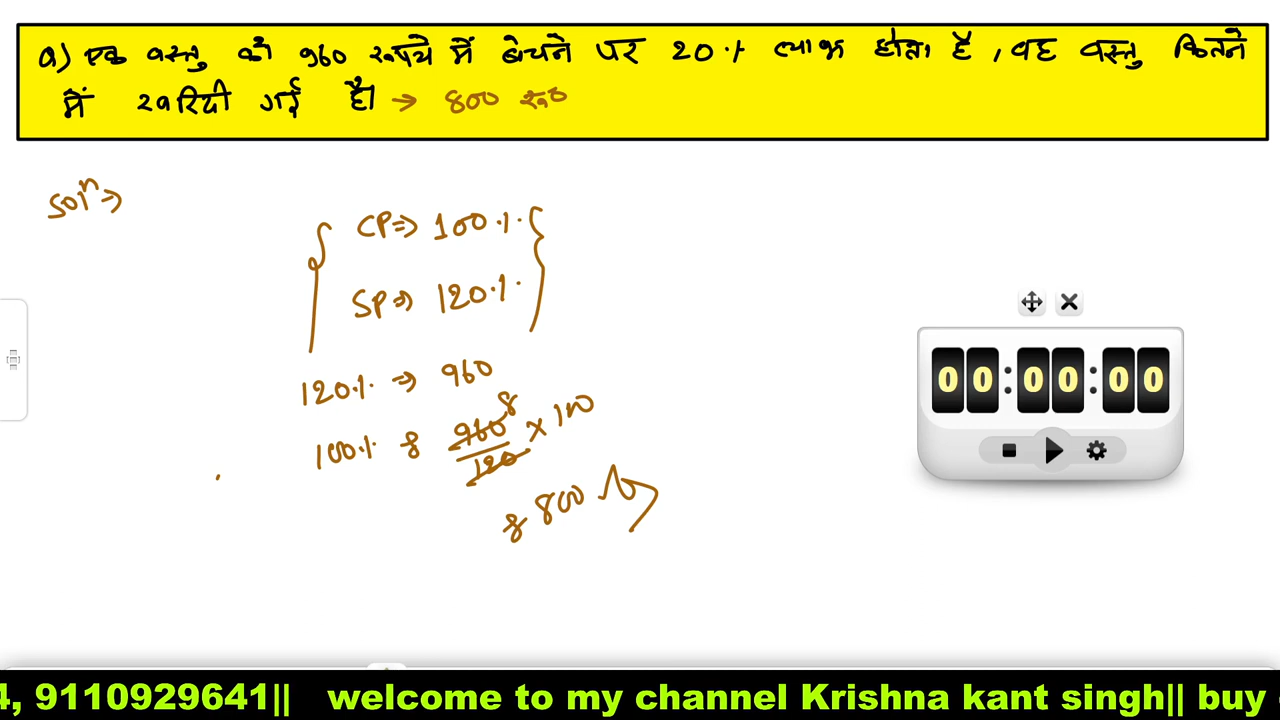 a) एक वस्तु को 960 रूपये में बेचने पर 20% लाभ होता है, वह वस्तु कितने
में खरिदी गई है। → 800 रू०
Solⁿ ⇒
CP ⇒ 100%
SP ⇒ 120%
120% ⇒ 960
8
100% 960/120 × 100
800
00:00:00
4, 9110929641|| welcome to my channel Krishna kant singh|| buy